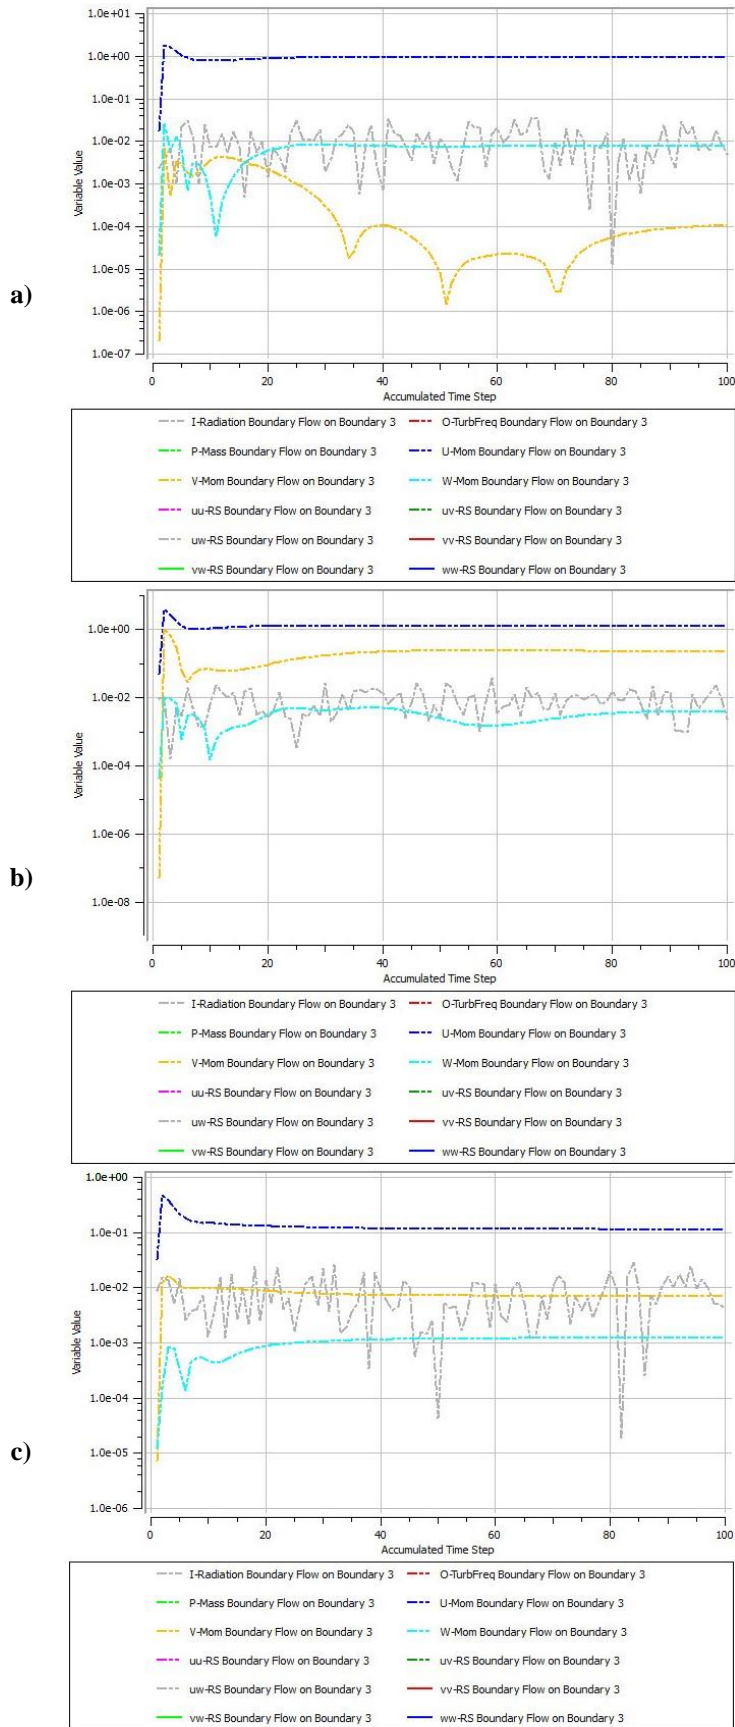 a)
Variable Value
1.0e+01
1.0e+00
1.0e-01
1.0e-02
1.0e-03
1.0e-04
1.0e-05
1.0e-06
1.0e-07
0 20 40 60 80 100
Accumulated Time Step
I-Radiation Boundary Flow on Boundary 3 O-TurbFreq Boundary Flow on Boundary 3
P-Mass Boundary Flow on Boundary 3 U-Mom Boundary Flow on Boundary 3
V-Mom Boundary Flow on Boundary 3 W-Mom Boundary Flow on Boundary 3
uu-RS Boundary Flow on Boundary 3 uv-RS Boundary Flow on Boundary 3
uw-RS Boundary Flow on Boundary 3 vv-RS Boundary Flow on Boundary 3
vw-RS Boundary Flow on Boundary 3 ww-RS Boundary Flow on Boundary 3
b)
Variable Value
1.0e+00
1.0e-02
1.0e-04
1.0e-06
1.0e-08
0 20 40 60 80 100
Accumulated Time Step
I-Radiation Boundary Flow on Boundary 3 O-TurbFreq Boundary Flow on Boundary 3
P-Mass Boundary Flow on Boundary 3 U-Mom Boundary Flow on Boundary 3
V-Mom Boundary Flow on Boundary 3 W-Mom Boundary Flow on Boundary 3
uu-RS Boundary Flow on Boundary 3 uv-RS Boundary Flow on Boundary 3
uw-RS Boundary Flow on Boundary 3 vv-RS Boundary Flow on Boundary 3
vw-RS Boundary Flow on Boundary 3 ww-RS Boundary Flow on Boundary 3
c)
Variable Value
1.0e+00
1.0e-01
1.0e-02
1.0e-03
1.0e-04
1.0e-05
1.0e-06
0 20 40 60 80 100
Accumulated Time Step
I-Radiation Boundary Flow on Boundary 3 O-TurbFreq Boundary Flow on Boundary 3
P-Mass Boundary Flow on Boundary 3 U-Mom Boundary Flow on Boundary 3
V-Mom Boundary Flow on Boundary 3 W-Mom Boundary Flow on Boundary 3
uu-RS Boundary Flow on Boundary 3 uv-RS Boundary Flow on Boundary 3
uw-RS Boundary Flow on Boundary 3 vv-RS Boundary Flow on Boundary 3
vw-RS Boundary Flow on Boundary 3 ww-RS Boundary Flow on Boundary 3